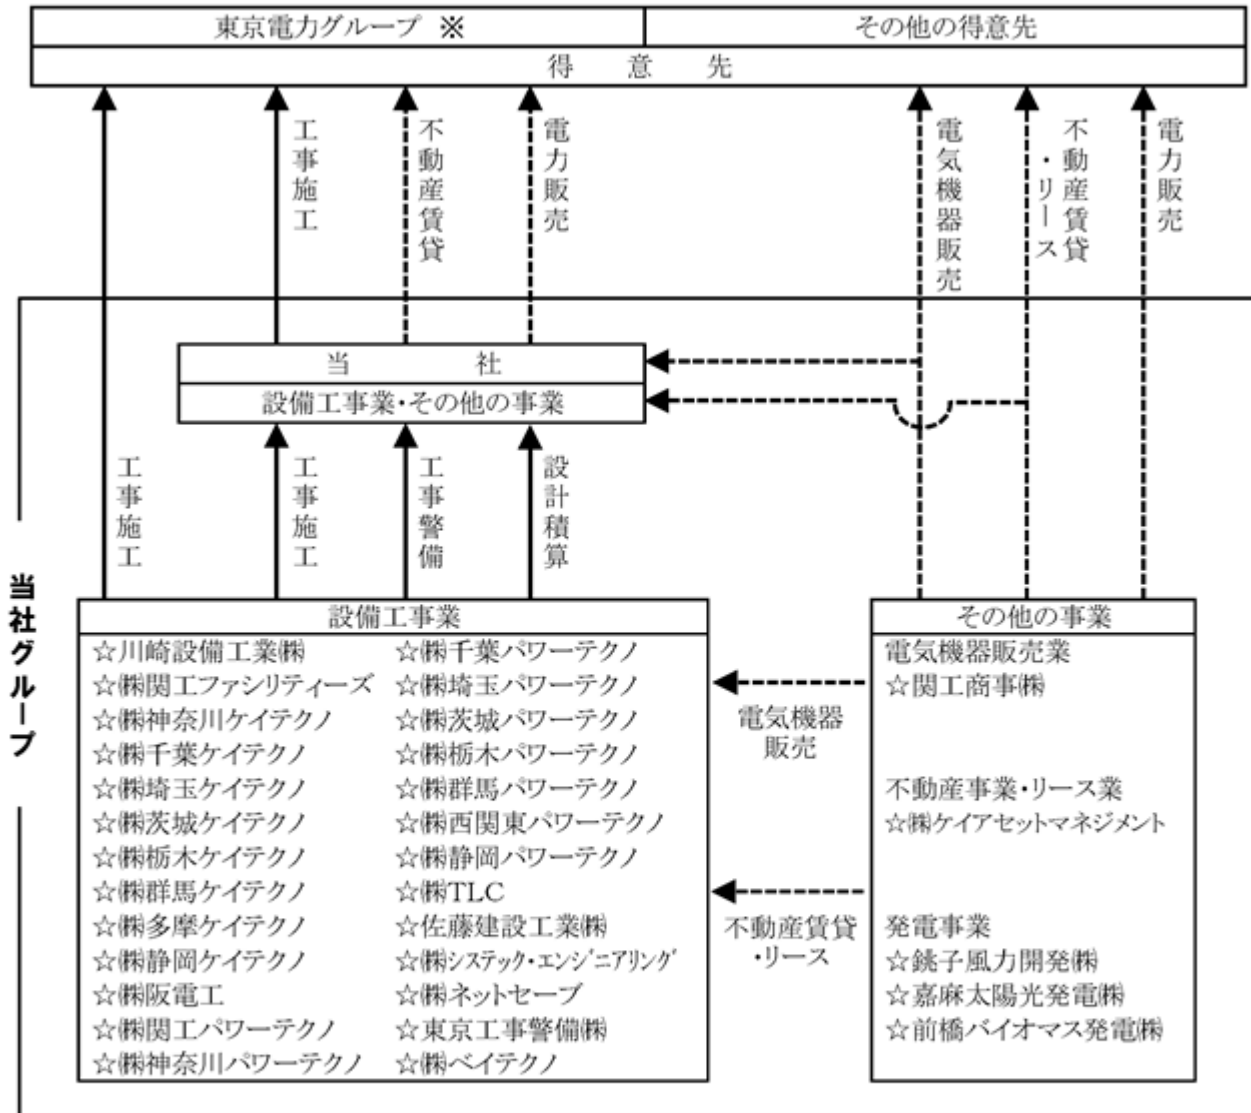 東京電力グループ ※
その他の得意先
得意先
工事施工
不動産賃貸
電力販売
電気機器販売
不動産賃貸
・リース
電力販売
当社
設備工事業・その他の事業
工事施工
工事施工
工事警備
設計積算
当社グループ
設備工事業
☆川崎設備工業㈱
☆㈱関工ファシリティーズ
☆㈱神奈川ケイテクノ
☆㈱千葉ケイテクノ
☆㈱埼玉ケイテクノ
☆㈱茨城ケイテクノ
☆㈱栃木ケイテクノ
☆㈱群馬ケイテクノ
☆㈱多摩ケイテクノ
☆㈱静岡ケイテクノ
☆㈱阪電工
☆㈱関工パワーテクノ
☆㈱神奈川パワーテクノ
☆㈱千葉パワーテクノ
☆㈱埼玉パワーテクノ
☆㈱茨城パワーテクノ
☆㈱栃木パワーテクノ
☆㈱群馬パワーテクノ
☆㈱西関東パワーテクノ
☆㈱静岡パワーテクノ
☆㈱TLC
☆佐藤建設工業㈱
☆㈱システック・エンジニアリング
☆㈱ネットセーブ
☆東京工事警備㈱
☆㈱ベイテクノ
電気機器
販売
不動産賃貸
・リース
その他の事業
電気機器販売業
☆関工商事㈱
不動産事業・リース業
☆㈱ケイアセットマネジメント
発電事業
☆銚子風力開発㈱
☆嘉麻太陽光発電㈱
☆前橋バイオマス発電㈱